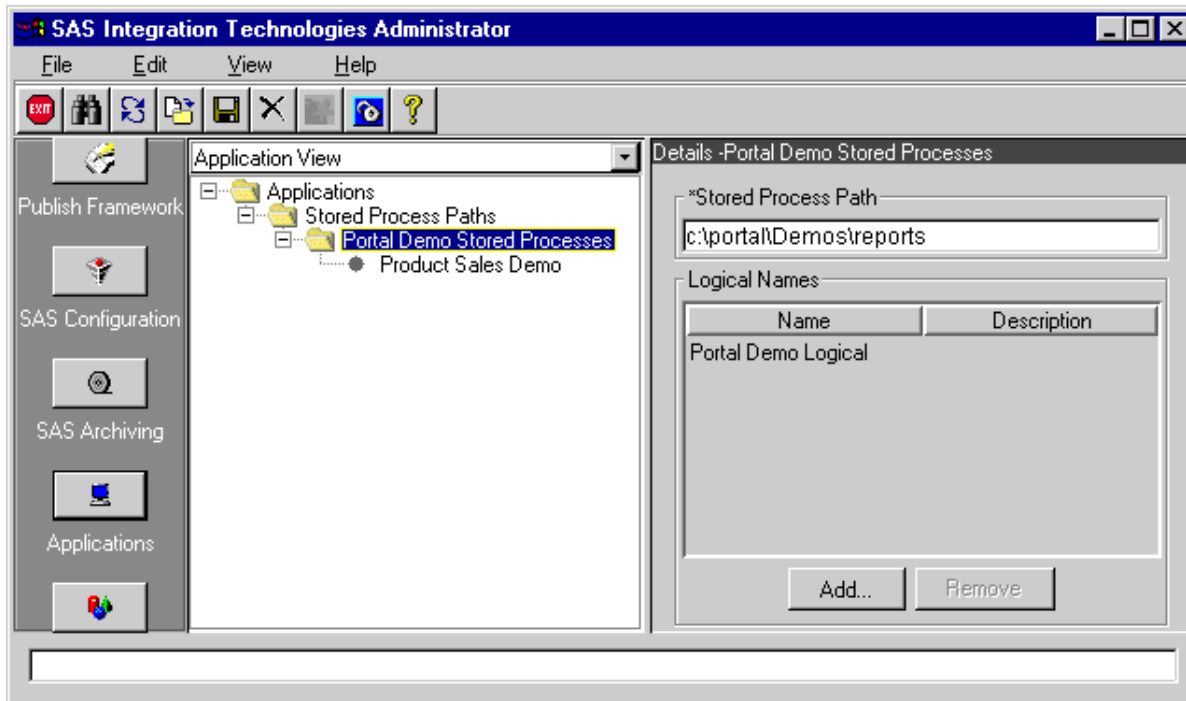 SAS Integration Technologies Administrator
File Edit View Help
EXIT
Publish Framework
SAS Configuration
SAS Archiving
Applications
Application View
Applications
Stored Process Paths
Portal Demo Stored Processes
Product Sales Demo
Details -Portal Demo Stored Processes
*Stored Process Path
c:\portal\Demos\reports
Logical Names
Name Description
Portal Demo Logical
Add... Remove